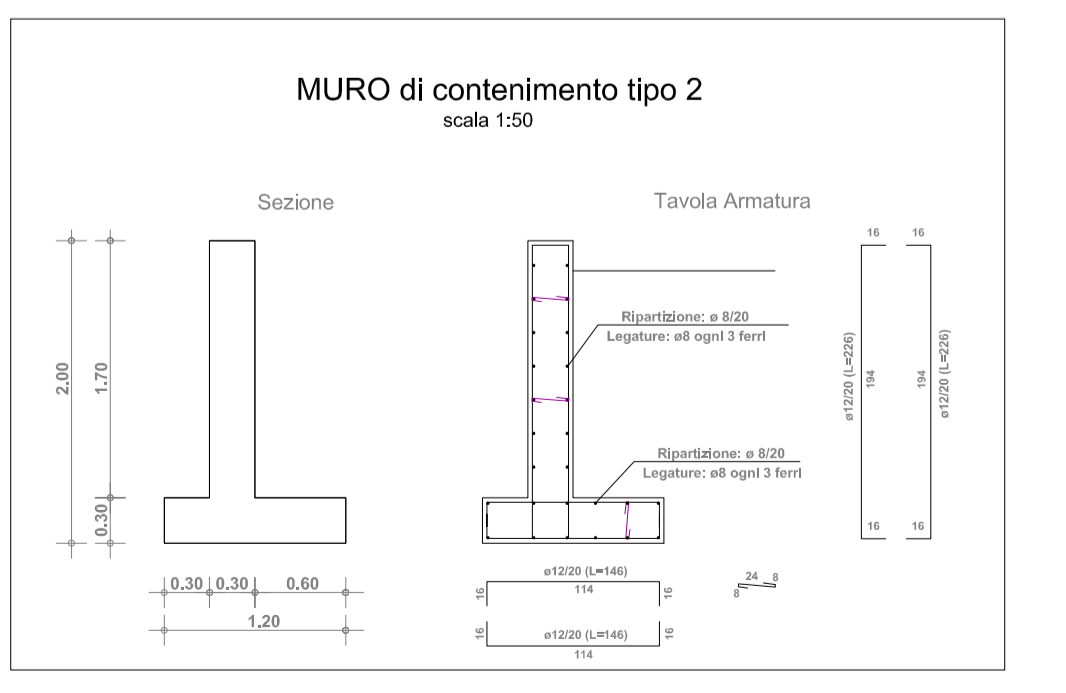 MURO di contenimento tipo 2
scala 1:50
Sezione
Tavola Armatura
2.00
1.70
0.30
0.30
0.30
0.60
1.20
Ripartizione: ø 8/20
Legature: ø8 ogni 3 ferri
Ripartizione: ø 8/20
Legature: ø8 ogni 3 ferri
ø12/20 (L=146)
114
16
16
ø12/20 (L=146)
114
16
16
24
8
8
16
16
ø12/20 (L=226)
194
194
ø12/20 (L=226)
16
16